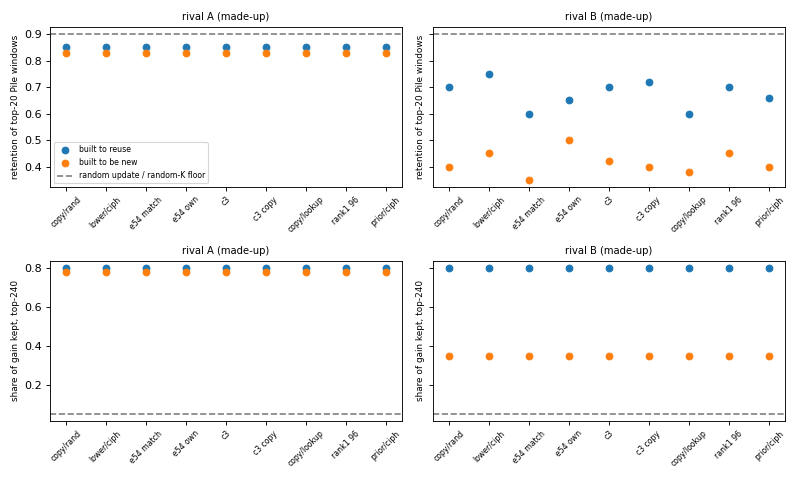 rival A (made-up)
retention of top-20 Pile windows
0.9
0.8
0.7
0.6
0.5
0.4
built to reuse
built to be new
random update / random-K floor
copy/rand
lower/ciph
e54 match
e54 own
c3
c3 copy
copy/lookup
rank1 96
prior/ciph
rival B (made-up)
retention of top-20 Pile windows
copy/rand
lower/ciph
e54 match
e54 own
c3
c3 copy
copy/lookup
rank1 96
prior/ciph
rival A (made-up)
share of gain kept, top-240
0.8
0.6
0.4
0.2
copy/rand
lower/ciph
e54 match
e54 own
c3
c3 copy
copy/lookup
rank1 96
prior/ciph
rival B (made-up)
share of gain kept, top-240
copy/rand
lower/ciph
e54 match
e54 own
c3
c3 copy
copy/lookup
rank1 96
prior/ciph